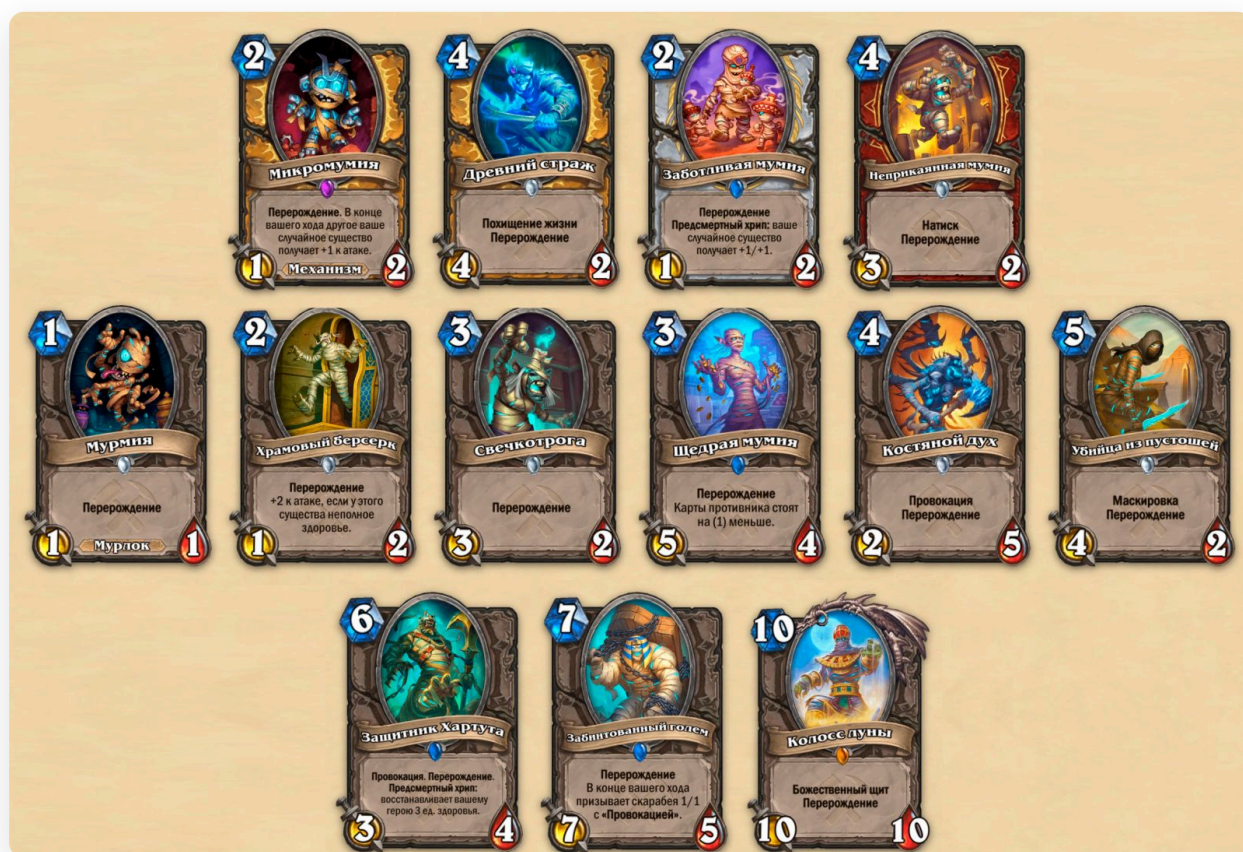 2
Микромумия
Перерождение. В конце
вашего хода другое ваше
случайное существо
получает +1 к атаке.
1
Механизм
2
4
Древний страж
Похищение жизни
Перерождение
4
2
2
Заботливая мумия
Перерождение
Предсмертный хрип: ваше
случайное существо
получает +1/+1.
1
2
4
Неприкаянная мумия
Натиск
Перерождение
3
2
1
Мурмия
Перерождение
1
Мурлок
1
2
Храмовый берсерк
Перерождение
+2 к атаке, если у этого
существа неполное
здоровье.
1
2
3
Свечкотрога
Перерождение
3
2
3
Щедрая мумия
Перерождение
Карты противника стоят
на (1) меньше.
5
4
4
Костяной дух
Провокация
Перерождение
2
5
5
Убийца из пустошей
Маскировка
Перерождение
4
2
6
Защитник Хартута
Провокация. Перерождение.
Предсмертный хрип:
восстанавливает вашему
герою 3 ед. здоровья.
3
4
7
Забинтованный голем
Перерождение
В конце вашего хода
призывает скарабея 1/1
с «Провокацией».
7
5
10
Колосс луны
Божественный щит
Перерождение
10
10